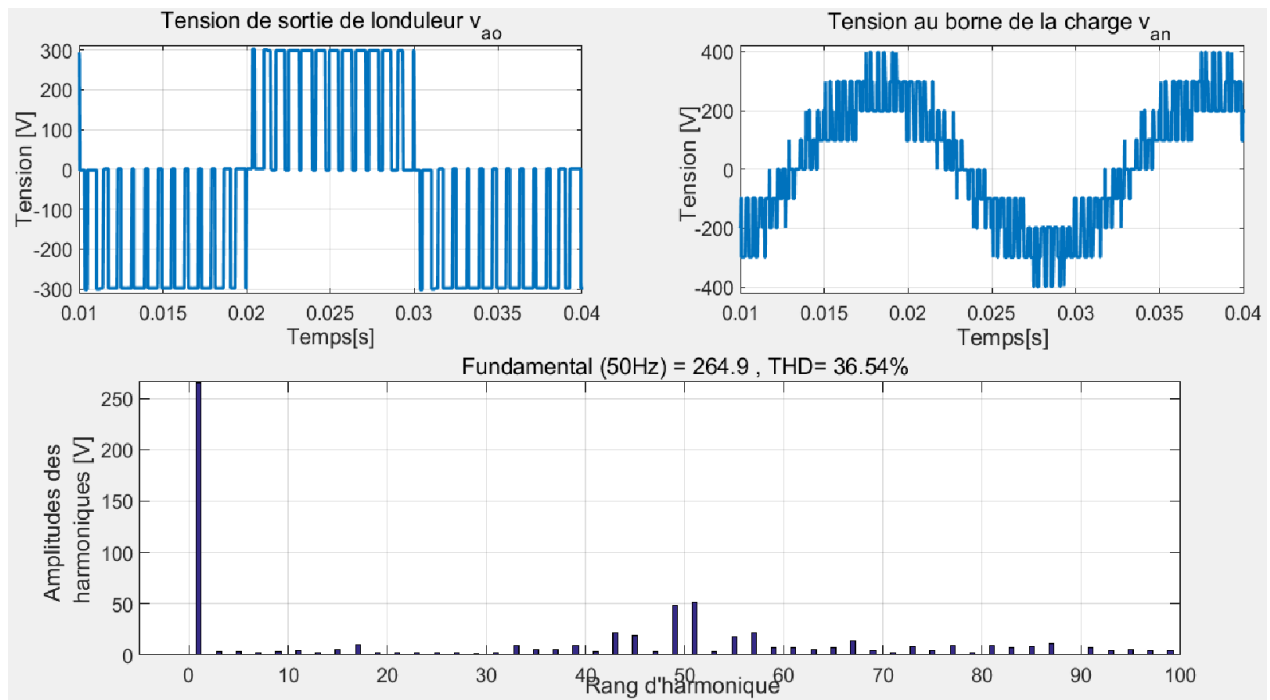 Tension de sortie de londuleur v_ao
Tension [V]
300
200
100
0
-100
-200
-300
0.01 0.015 0.02 0.025 0.03 0.035 0.04
Temps[s]
Tension au borne de la charge v_an
Tension [V]
400
200
0
-200
-400
0.01 0.015 0.02 0.025 0.03 0.035 0.04
Temps[s]
Fundamental (50Hz) = 264.9 , THD= 36.54%
Amplitudes des
harmoniques [V]
250
200
150
100
50
0
0 10 20 30 40 50 60 70 80 90 100
Rang d'harmonique